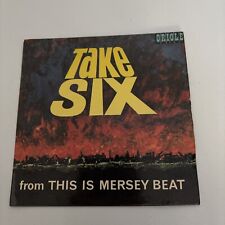 ORIOLE
Take
SIX
from THIS IS MERSEY BEAT